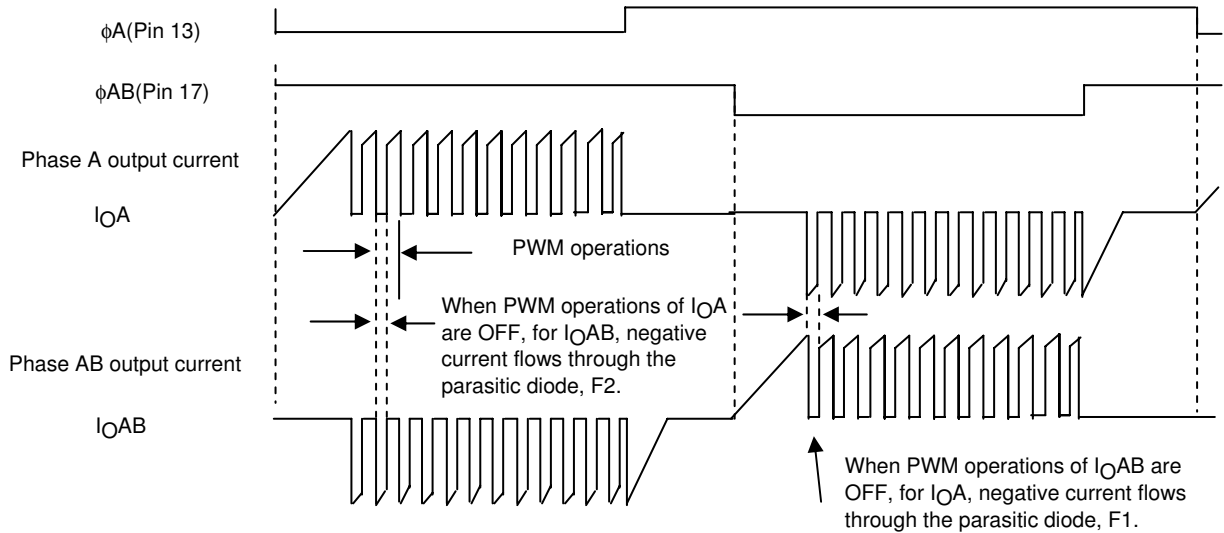 ϕA(Pin 13)
ϕAB(Pin 17)
Phase A output current
IOA
PWM operations
When PWM operations of IOA
are OFF, for IOAB, negative
current flows through the
parasitic diode, F2.
Phase AB output current
IOAB
When PWM operations of IOAB are
OFF, for IOA, negative current flows
through the parasitic diode, F1.